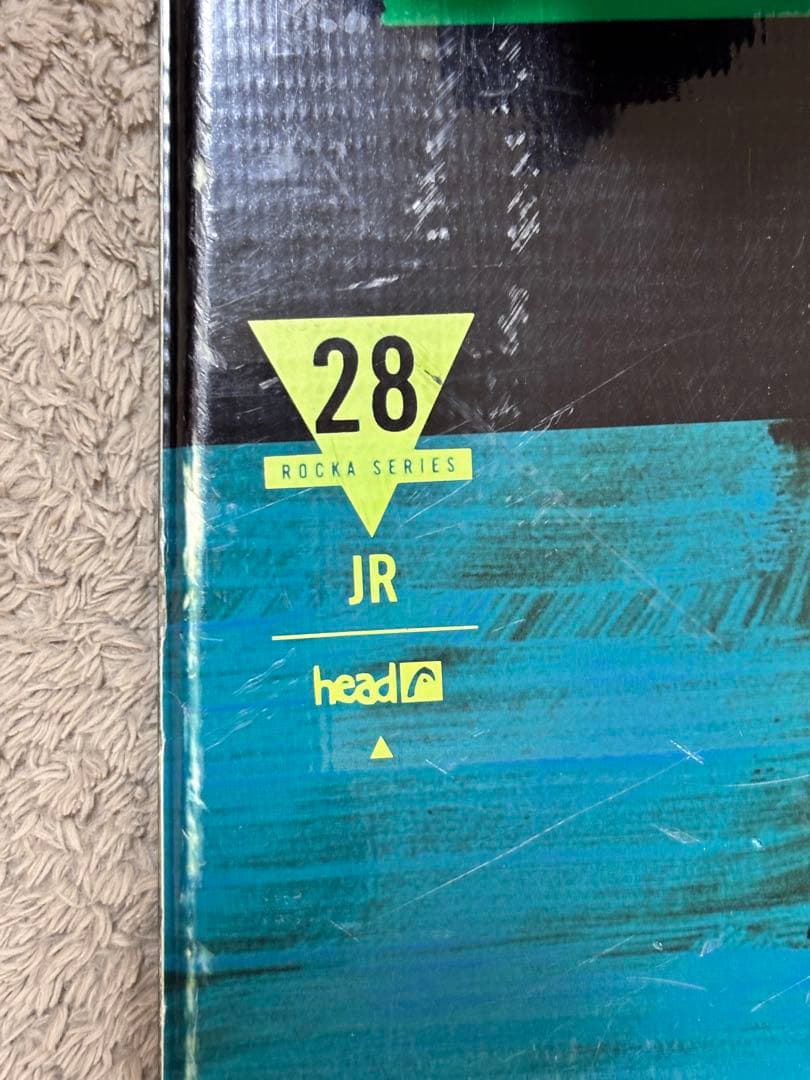 28
ROCKA SERIES
JR
head